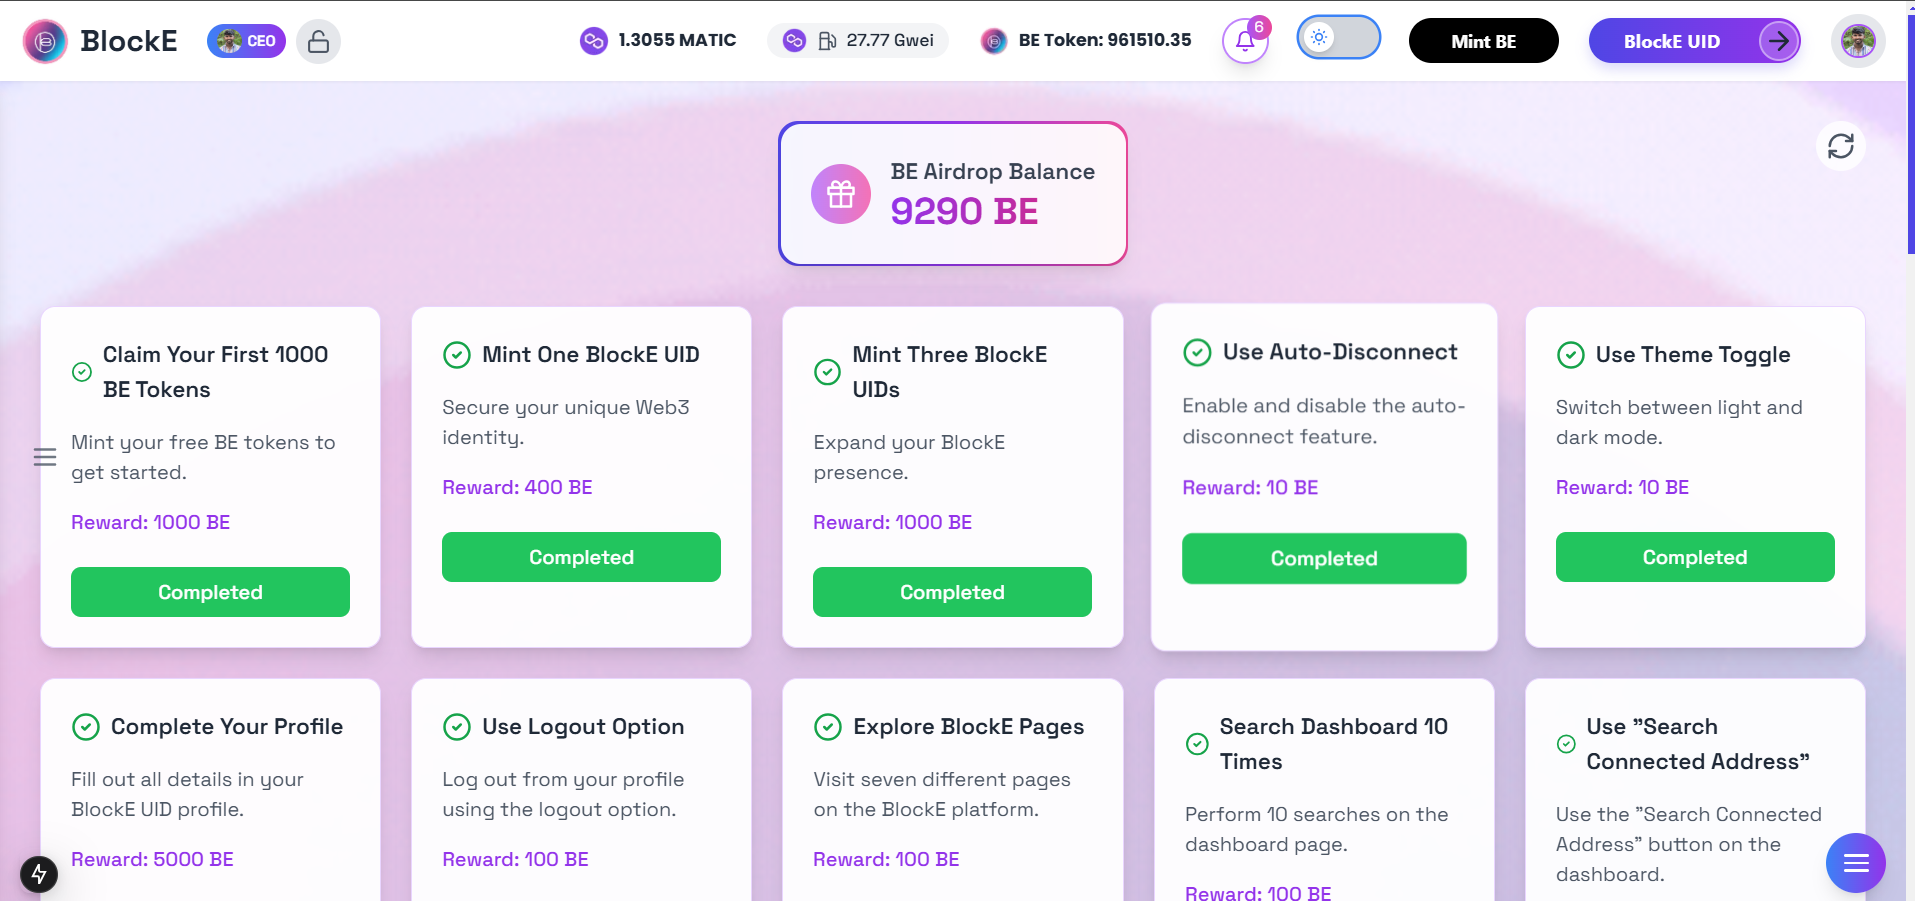 BlockE
CEO
1.3055 MATIC
27.77 Gwei
BE Token: 961510.35
6
Mint BE
BlockE UID
BE Airdrop Balance
9290 BE
Claim Your First 1000
BE Tokens
Mint your free BE tokens to
get started.
Reward: 1000 BE
Completed
Mint One BlockE UID
Secure your unique Web3
identity.
Reward: 400 BE
Completed
Mint Three BlockE
UIDs
Expand your BlockE
presence.
Reward: 1000 BE
Completed
Use Auto-Disconnect
Enable and disable the auto-
disconnect feature.
Reward: 10 BE
Completed
Use Theme Toggle
Switch between light and
dark mode.
Reward: 10 BE
Completed
Complete Your Profile
Fill out all details in your
BlockE UID profile.
Reward: 5000 BE
Use Logout Option
Log out from your profile
using the logout option.
Reward: 100 BE
Explore BlockE Pages
Visit seven different pages
on the BlockE platform.
Reward: 100 BE
Search Dashboard 10
Times
Perform 10 searches on the
dashboard page.
Reward: 100 BE
Use "Search
Connected Address"
Use the "Search Connected
Address" button on the
dashboard.